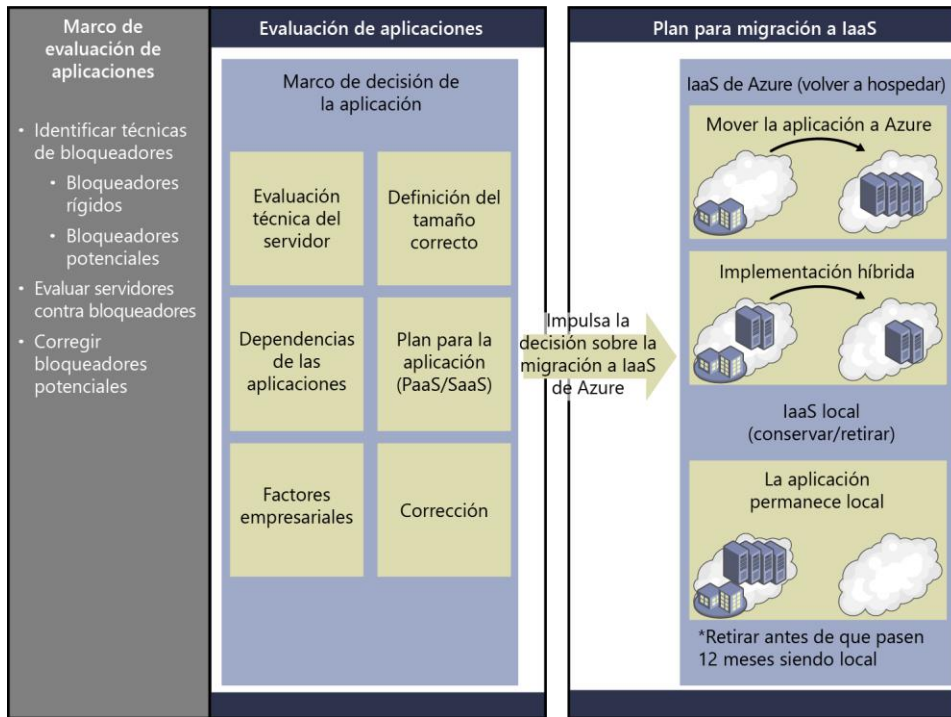 Marco de
evaluación de
aplicaciones
• Identificar técnicas
de bloqueadores
• Bloqueadores
rígidos
• Bloqueadores
potenciales
• Evaluar servidores
contra bloqueadores
• Corregir
bloqueadores
potenciales
Evaluación de aplicaciones
Marco de decisión de
la aplicación
Evaluación
técnica del
servidor
Definición del
tamaño
correcto
Dependencias
de las
aplicaciones
Plan para la
aplicación
(PaaS/SaaS)
Factores
empresariales
Corrección
Impulsa la
decisión sobre la
migración a IaaS
de Azure
Plan para migración a IaaS
IaaS de Azure (volver a hospedar)
Mover la aplicación a Azure
Implementación híbrida
IaaS local
(conservar/retirar)
La aplicación
permanece local
*Retirar antes de que pasen
12 meses siendo local